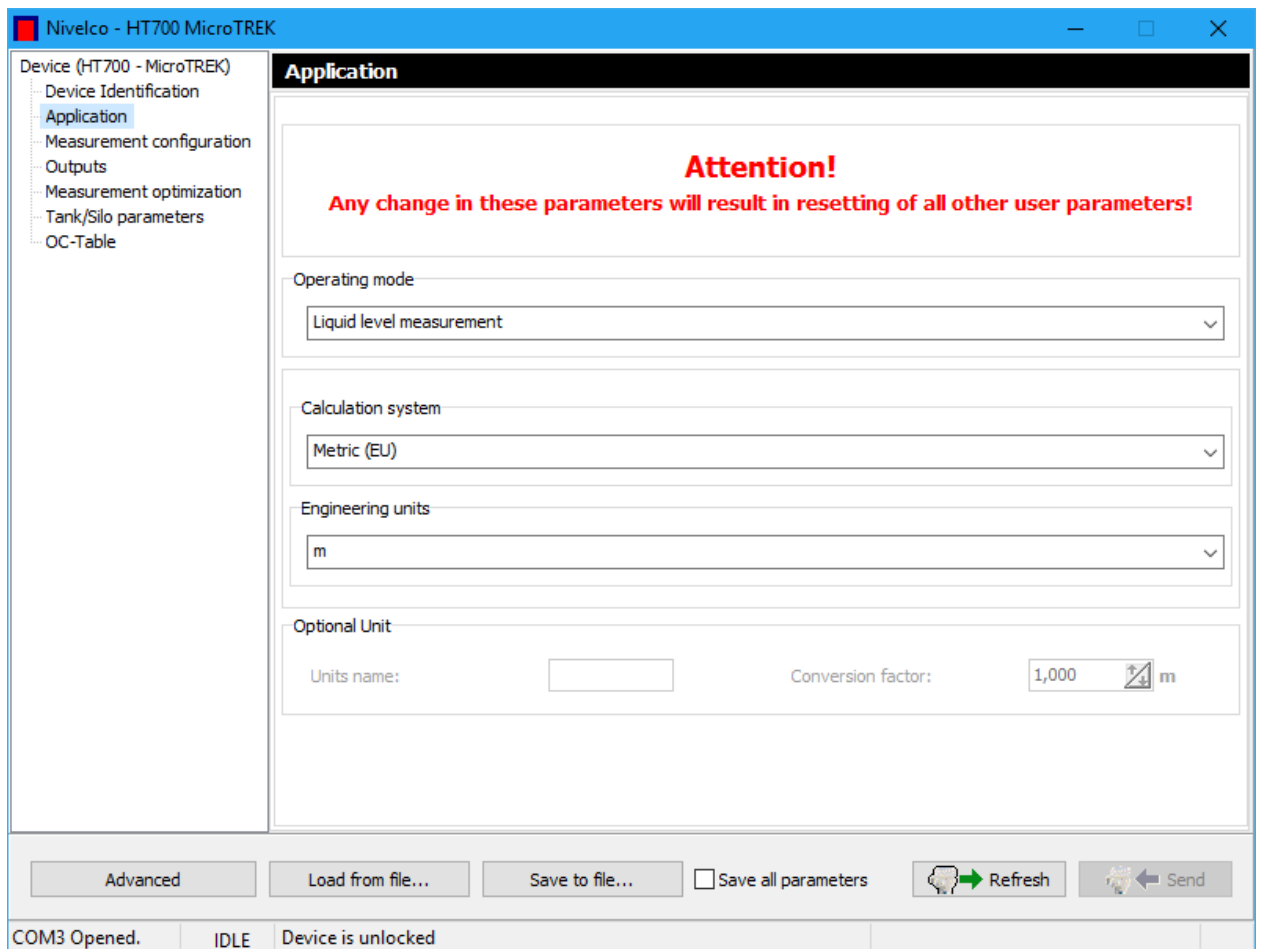 Nivelco - HT700 MicroTREK
Device (HT700 - MicroTREK)
Device Identification
Application
Measurement configuration
Outputs
Measurement optimization
Tank/Silo parameters
OC-Table
Application
Attention!
Any change in these parameters will result in resetting of all other user parameters!
Operating mode
Liquid level measurement
Calculation system
Metric (EU)
Engineering units
m
Optional Unit
Units name: Conversion factor: 1,000 m
Advanced Load from file... Save to file... Save all parameters Refresh Send
COM3 Opened. IDLE Device is unlocked